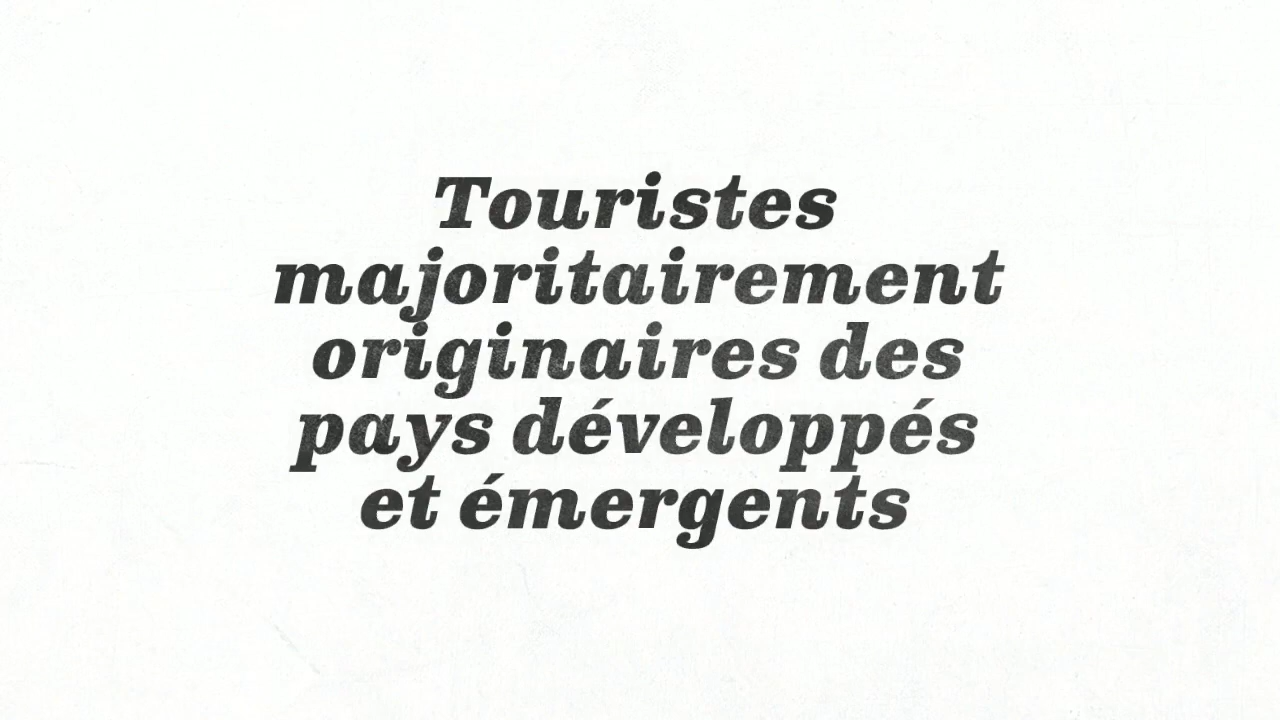 Touristes
majoritairement
originaires des
pays développés
et émergents